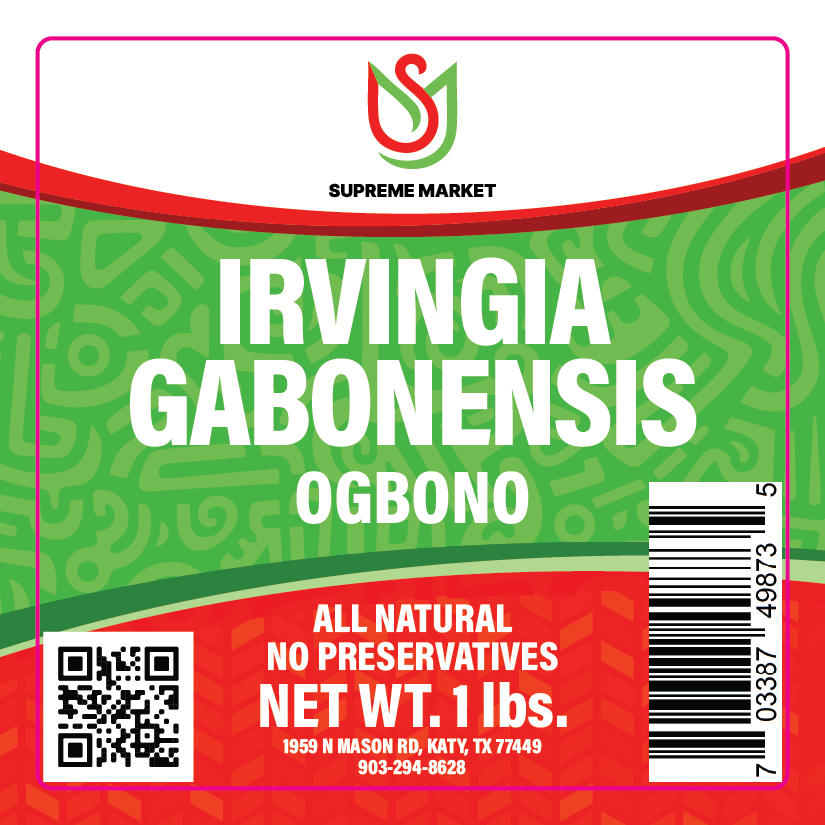 SUPREME MARKET
IRVINGIA
GABONENSIS
OGBONO
ALL NATURAL
NO PRESERVATIVES
NET WT. 1 lbs.
1959 N MASON RD, KATY, TX 77449
903-294-8628
7 03387 49873 5